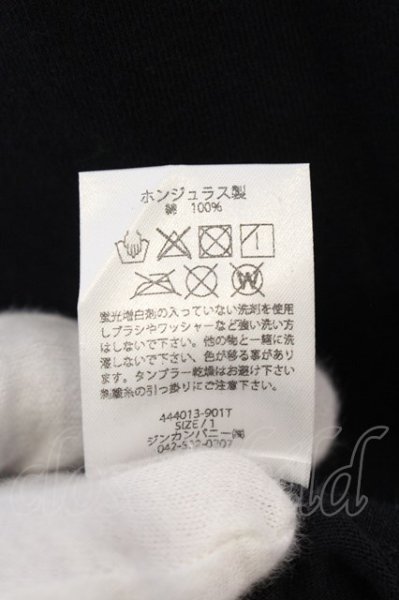 ホンジュラス製
綿 100%
蛍光増白剤の入っていない洗剤を使用
しブラシやワッシャーなど強い洗い方
はしないで下さい。他の物と一緒に洗
濯しないで下さい、色が移る事があり
ます。タンブラー乾燥はお避け下さい
刺繍糸の引っ掛りにご注意下さい。
444013-901T
SIZE/1
ジンカンパニー㈱